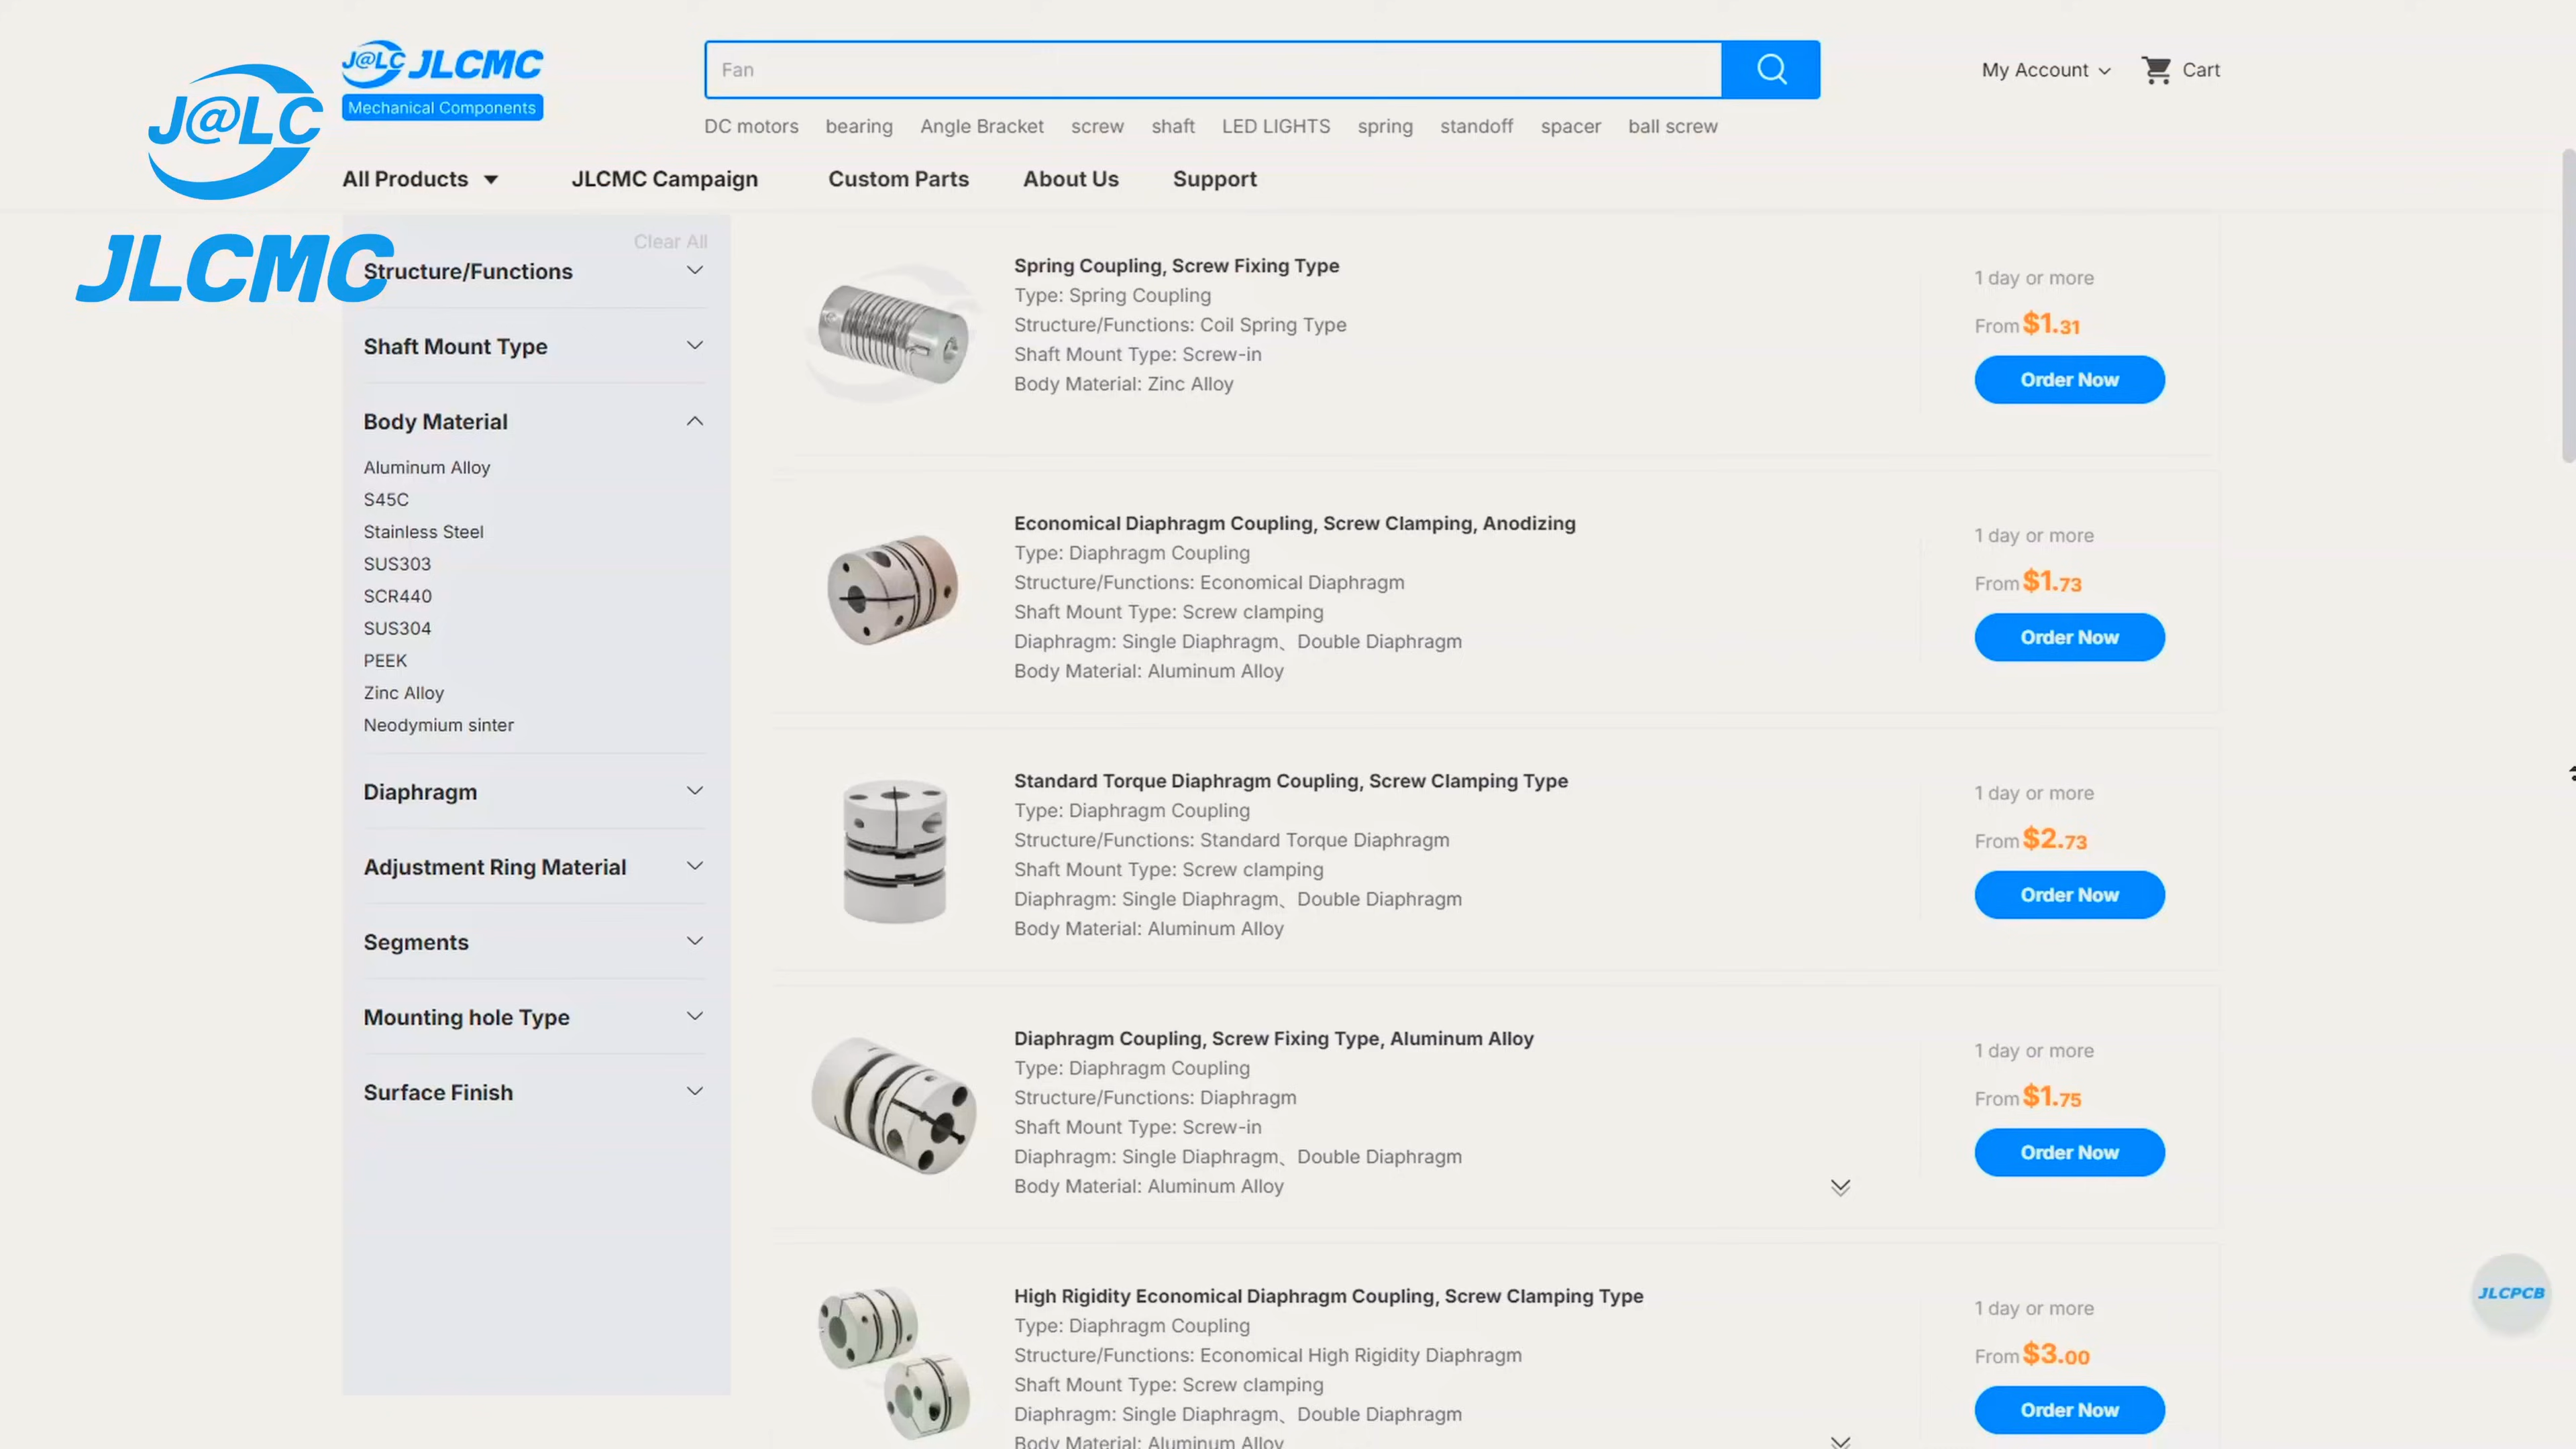 J@LC
JLCMC
J@LC JLCMC
Mechanical Components
Fan
My Account
Cart
DC motors bearing Angle Bracket screw shaft LED LIGHTS spring standoff spacer ball screw
All Products JLCMC Campaign Custom Parts About Us Support
Clear All
Structure/Functions
Shaft Mount Type
Body Material
Aluminum Alloy
S45C
Stainless Steel
SUS303
SCR440
SUS304
PEEK
Zinc Alloy
Neodymium sinter
Diaphragm
Adjustment Ring Material
Segments
Mounting hole Type
Surface Finish
Spring Coupling, Screw Fixing Type
Type: Spring Coupling
Structure/Functions: Coil Spring Type
Shaft Mount Type: Screw-in
Body Material: Zinc Alloy
1 day or more
From $1.31
Order Now
Economical Diaphragm Coupling, Screw Clamping, Anodizing
Type: Diaphragm Coupling
Structure/Functions: Economical Diaphragm
Shaft Mount Type: Screw clamping
Diaphragm: Single Diaphragm、Double Diaphragm
Body Material: Aluminum Alloy
1 day or more
From $1.73
Order Now
Standard Torque Diaphragm Coupling, Screw Clamping Type
Type: Diaphragm Coupling
Structure/Functions: Standard Torque Diaphragm
Shaft Mount Type: Screw clamping
Diaphragm: Single Diaphragm、Double Diaphragm
Body Material: Aluminum Alloy
1 day or more
From $2.73
Order Now
Diaphragm Coupling, Screw Fixing Type, Aluminum Alloy
Type: Diaphragm Coupling
Structure/Functions: Diaphragm
Shaft Mount Type: Screw-in
Diaphragm: Single Diaphragm、Double Diaphragm
Body Material: Aluminum Alloy
1 day or more
From $1.75
Order Now
High Rigidity Economical Diaphragm Coupling, Screw Clamping Type
Type: Diaphragm Coupling
Structure/Functions: Economical High Rigidity Diaphragm
Shaft Mount Type: Screw clamping
Diaphragm: Single Diaphragm、Double Diaphragm
Body Material: Aluminum Alloy
1 day or more
From $3.00
Order Now
JLCPCB